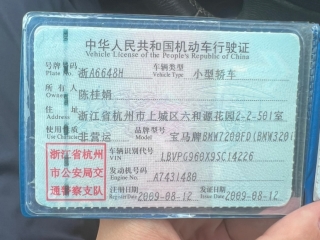 中华人民共和国机动车行驶证
Vehicle License of the People's Republic of China
号牌号码 浙A6648H 车辆类型 小型轿车
Plate No. Vehicle Type
所有人 陈桂娟
Owner
住址 浙江省杭州市上城区六和源花园2-2-501室
Address
使用性质 非营运 品牌型号 宝马牌BMW7200FD(BMW320i
Use Character Model
浙江省杭州市公安局交通警察支队
车辆识别代号 LBVPG960X9SC14226
VIN
发动机号码 A7431480
Engine No.
注册日期 2009-08-12 发证日期 2009-08-12
Register Date Issue Date